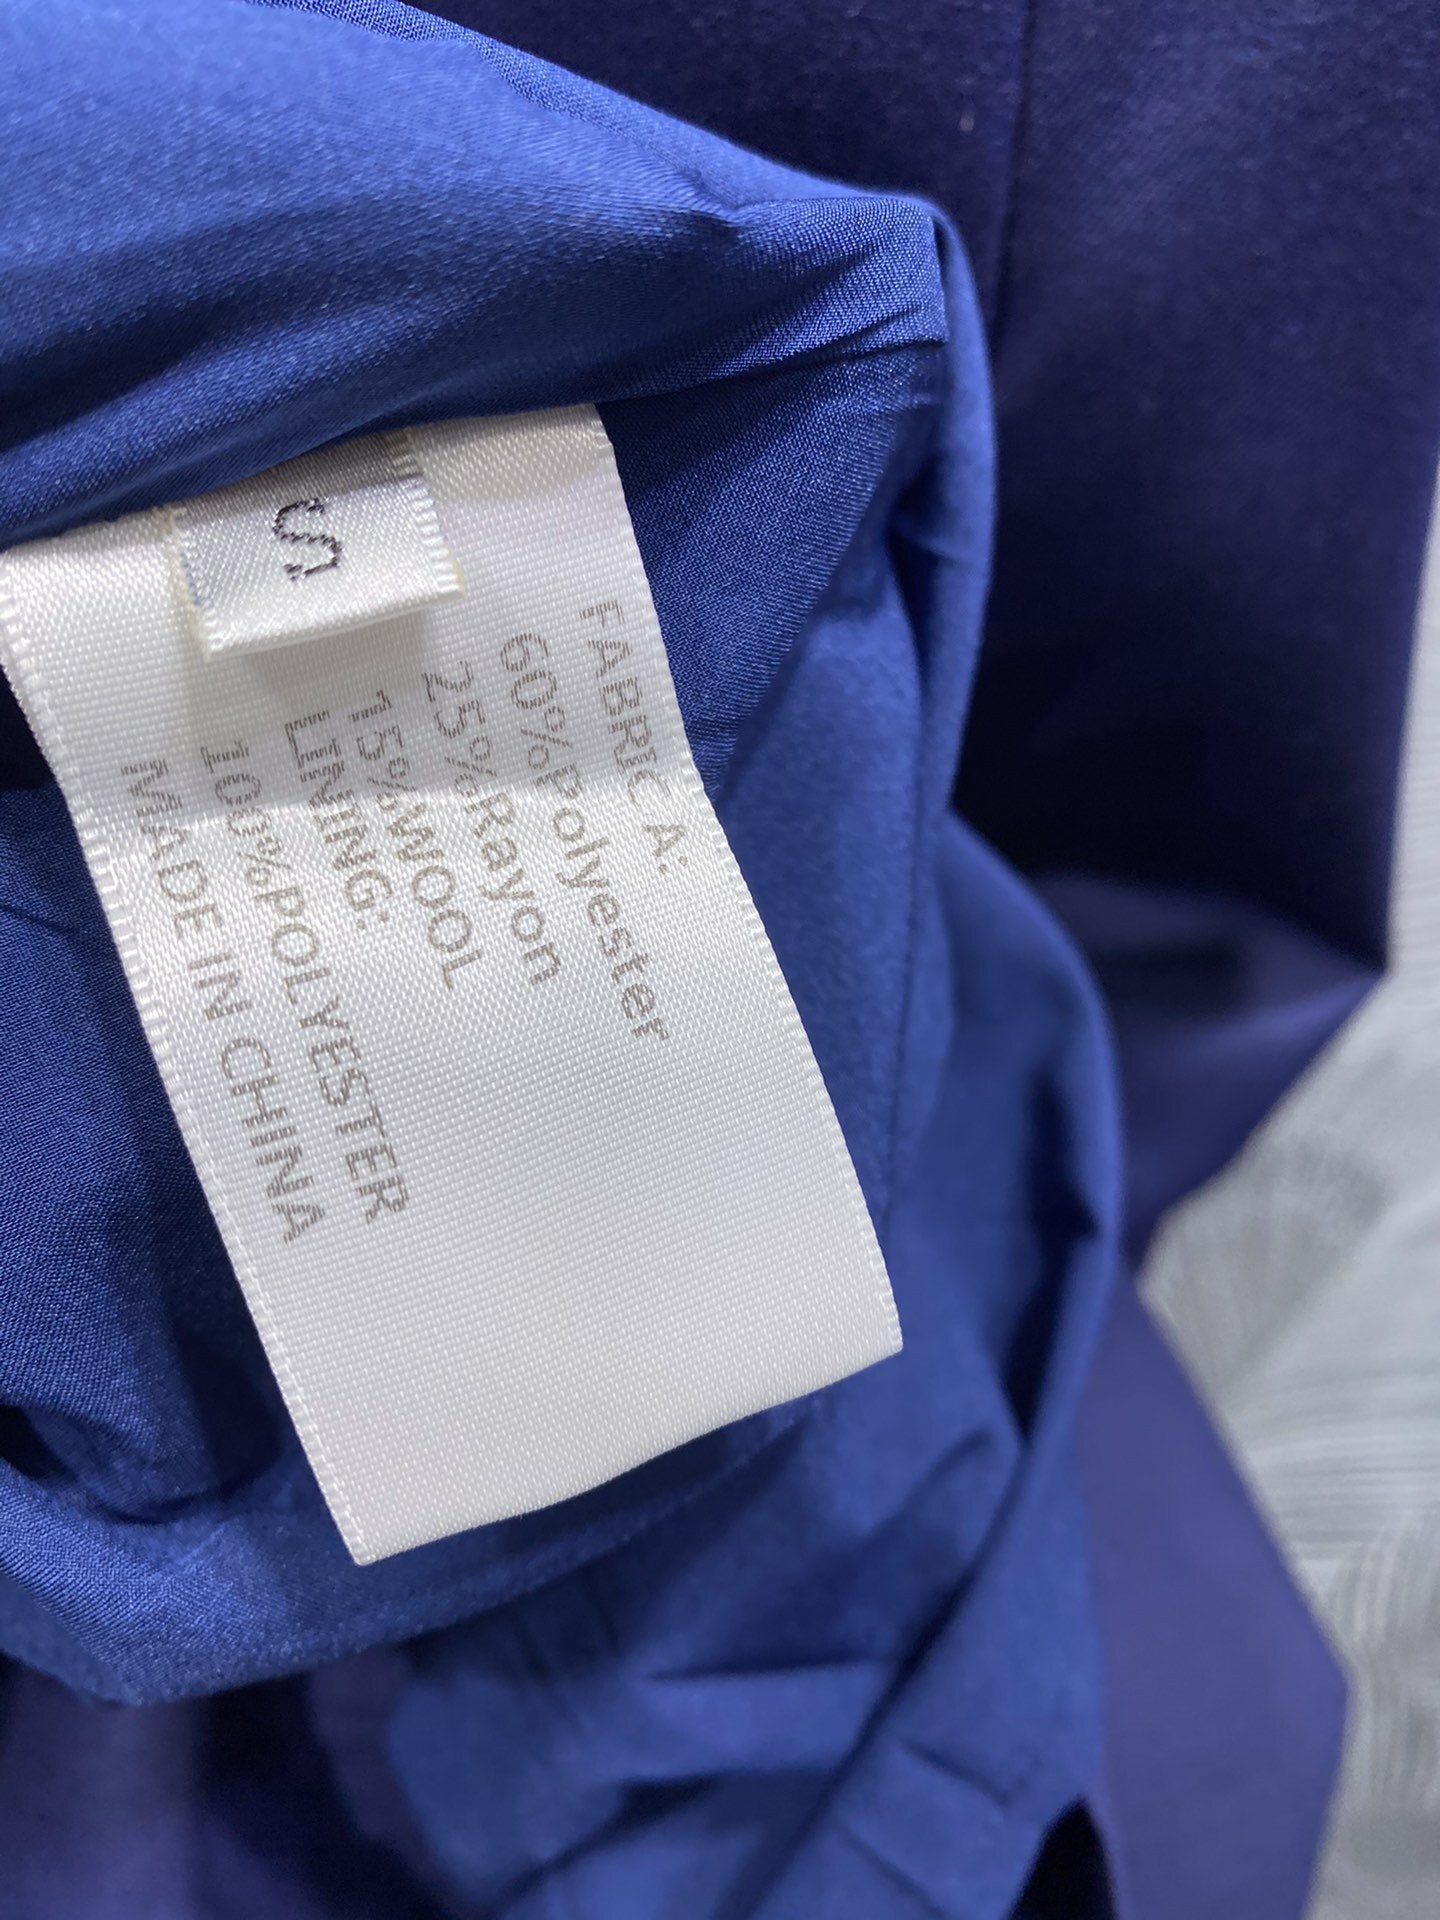 S
FABRIC A:
60%Polyester
25%Rayon
15%WOOL
LINING:
100%POLYESTER
MADE IN CHINA